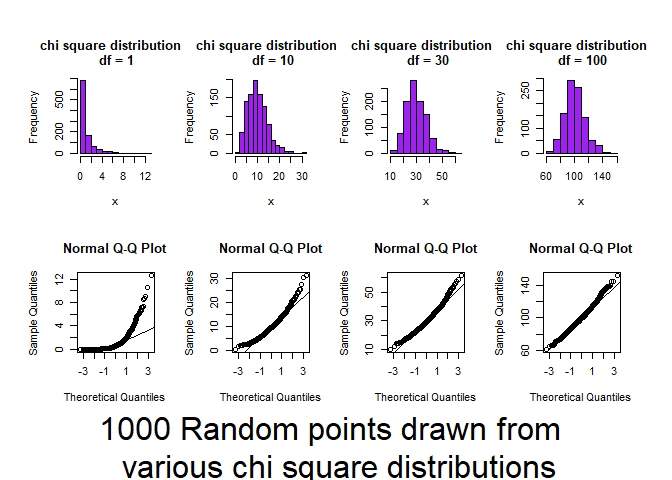 chi square distribution
df = 1
chi square distribution
df = 10
chi square distribution
df = 30
chi square distribution
df = 100
Frequency
0 200 500
0 4 8 12
x
Frequency
0 50 150
0 10 20 30
x
Frequency
0 100 200
10 30 50
x
Frequency
0 100 250
60 100 140
x
Normal Q-Q Plot
Sample Quantiles
0 4 8 12
-3 -1 1 3
Theoretical Quantiles
Normal Q-Q Plot
Sample Quantiles
0 10 20 30
-3 -1 1 3
Theoretical Quantiles
Normal Q-Q Plot
Sample Quantiles
10 30 50
-3 -1 1 3
Theoretical Quantiles
Normal Q-Q Plot
Sample Quantiles
60 100 140
-3 -1 1 3
Theoretical Quantiles
1000 Random points drawn from
various chi square distributions